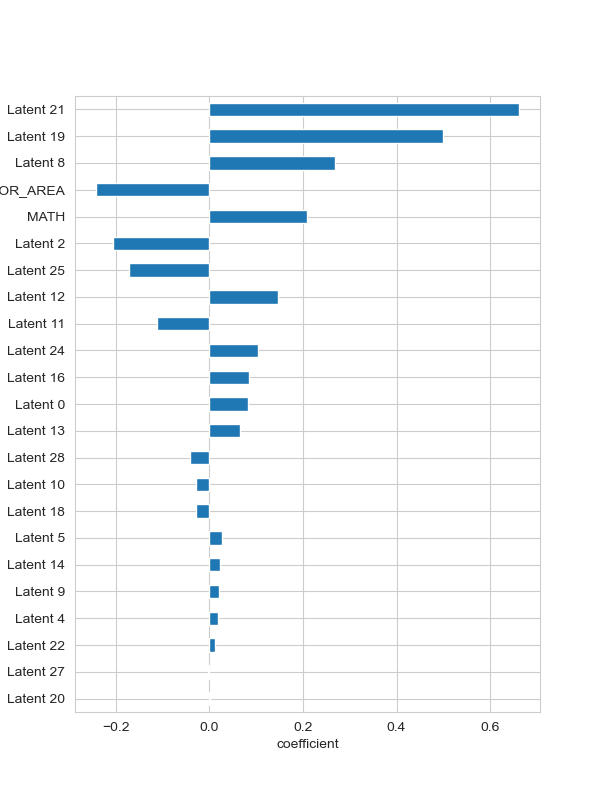 Latent 21
Latent 19
Latent 8
OR_AREA
MATH
Latent 2
Latent 25
Latent 12
Latent 11
Latent 24
Latent 16
Latent 0
Latent 13
Latent 28
Latent 10
Latent 18
Latent 5
Latent 14
Latent 9
Latent 4
Latent 22
Latent 27
Latent 20
−0.2 0.0 0.2 0.4 0.6
coefficient